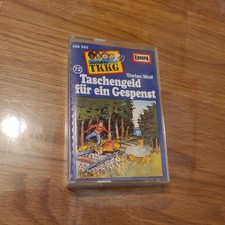 EUROPA
TKKG
72
Stefan Wolf
Taschengeld
für ein Gespenst